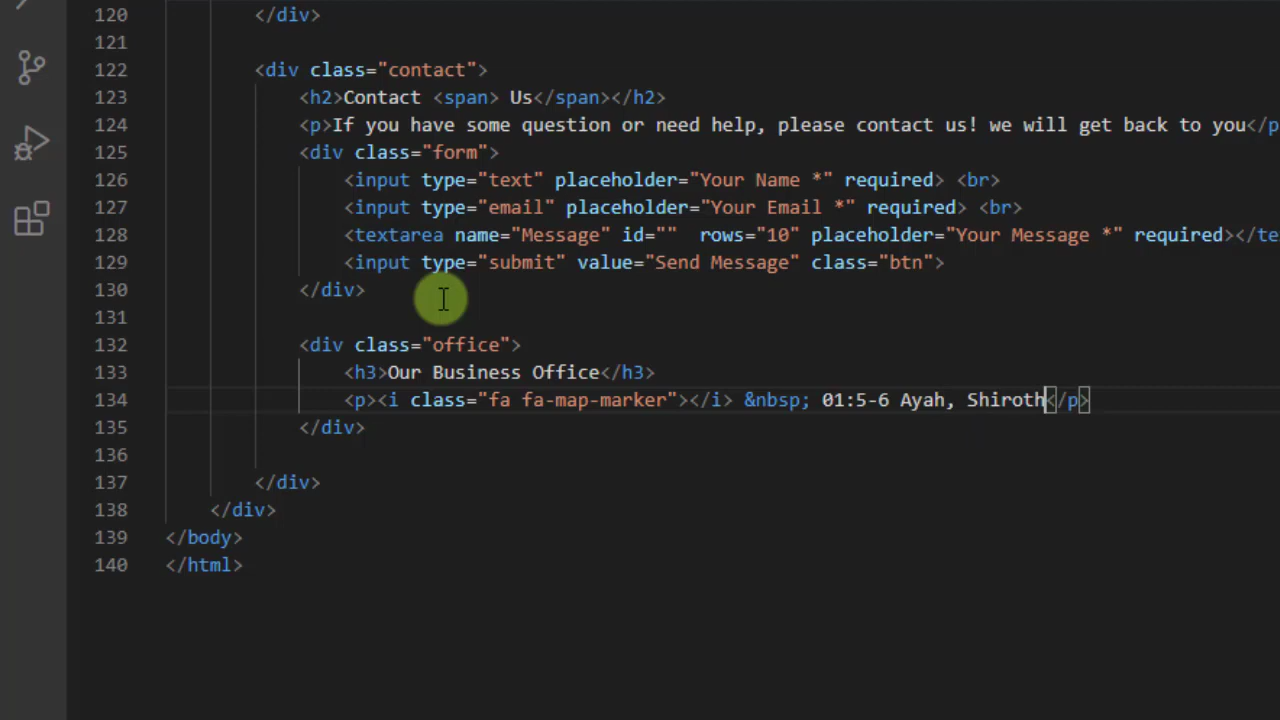 120 </div>
121
122 <div class="contact">
123 <h2>Contact <span> Us</span></h2>
124 <p>If you have some question or need help, please contact us! we will get back to you</p
125 <div class="form">
126 <input type="text" placeholder="Your Name *" required> <br>
127 <input type="email" placeholder="Your Email *" required> <br>
128 <textarea name="Message" id=""  rows="10" placeholder="Your Message *" required></te
129 <input type="submit" value="Send Message" class="btn">
130 </div>
131
132 <div class="office">
133 <h3>Our Business Office</h3>
134 <p><i class="fa fa-map-marker"></i> &nbsp; 01:5-6 Ayah, Shiroth</p>
135 </div>
136
137 </div>
138 </div>
139 </body>
140 </html>